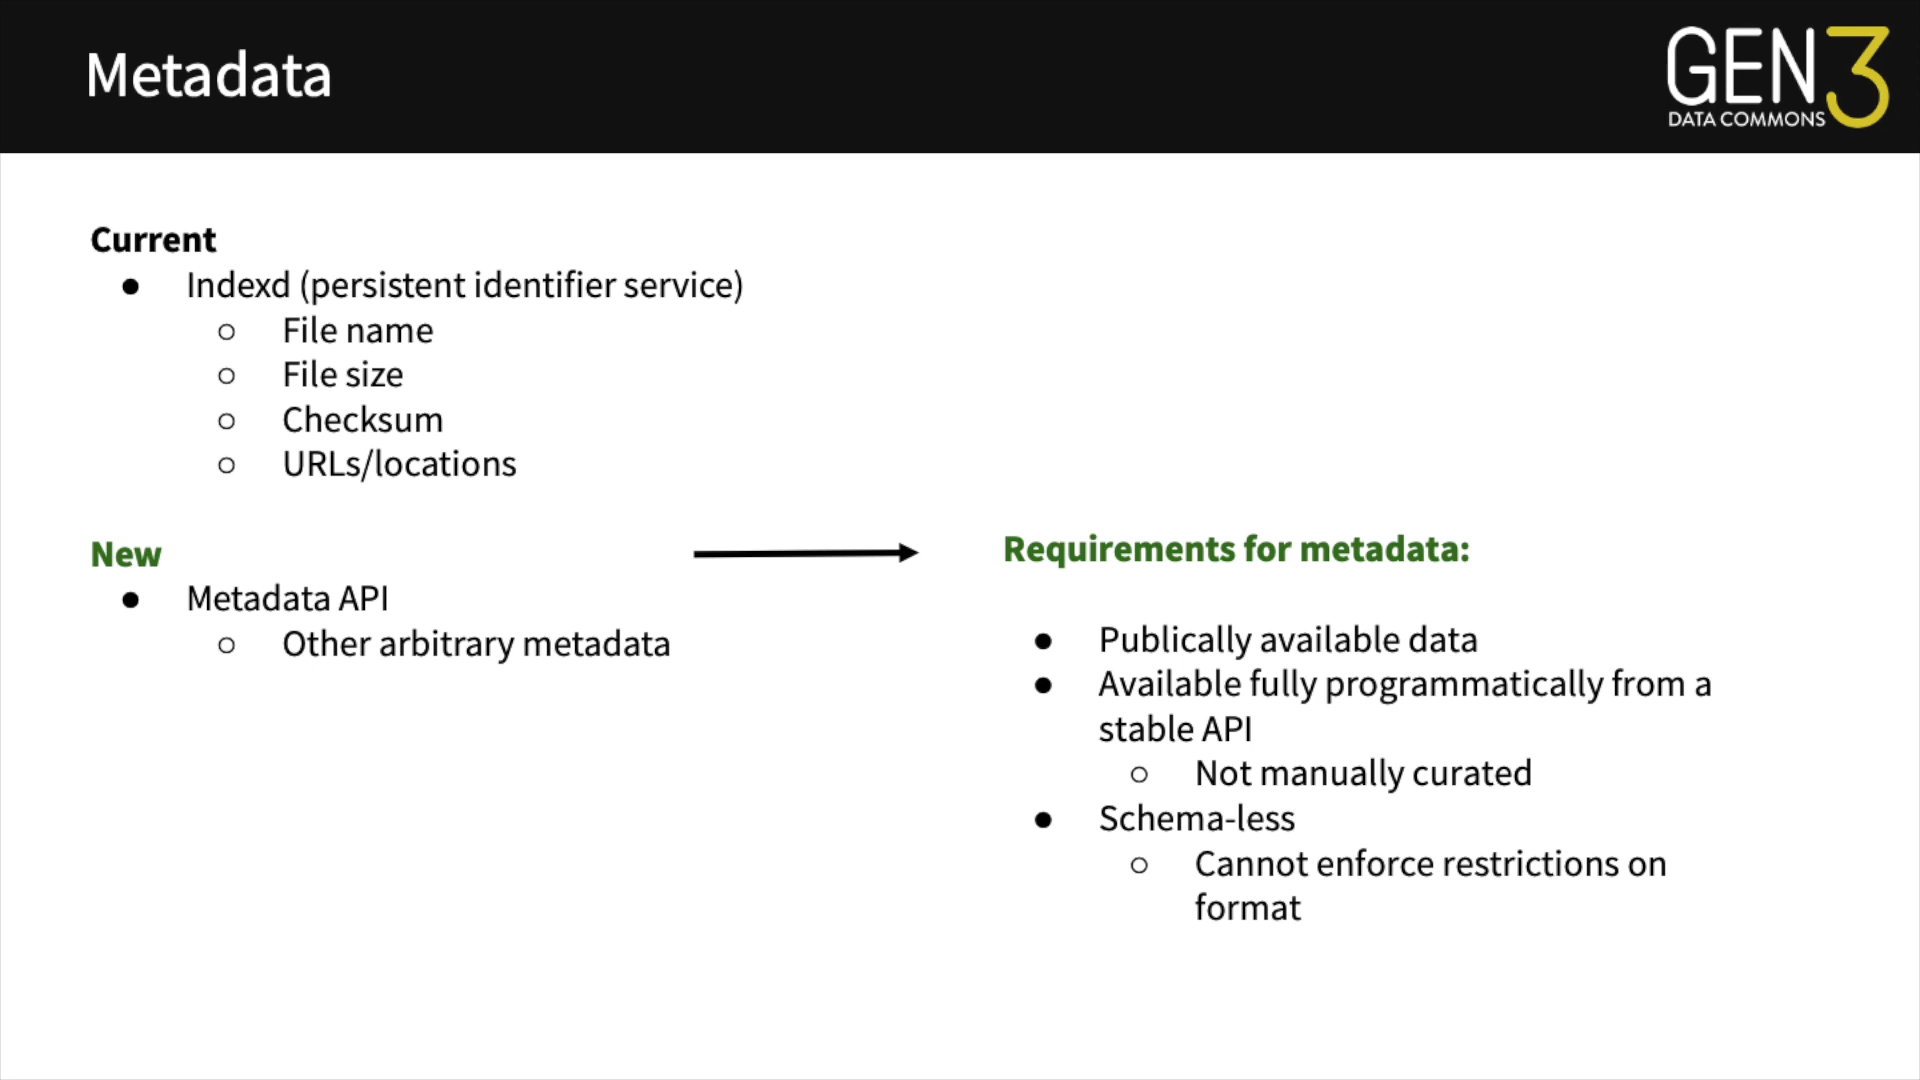 Metadata
GEN3
DATA COMMONS
Current
● Indexd (persistent identifier service)
○ File name
○ File size
○ Checksum
○ URLs/locations
New
● Metadata API
○ Other arbitrary metadata
Requirements for metadata:
● Publically available data
● Available fully programmatically from a
stable API
○ Not manually curated
● Schema-less
○ Cannot enforce restrictions on
format